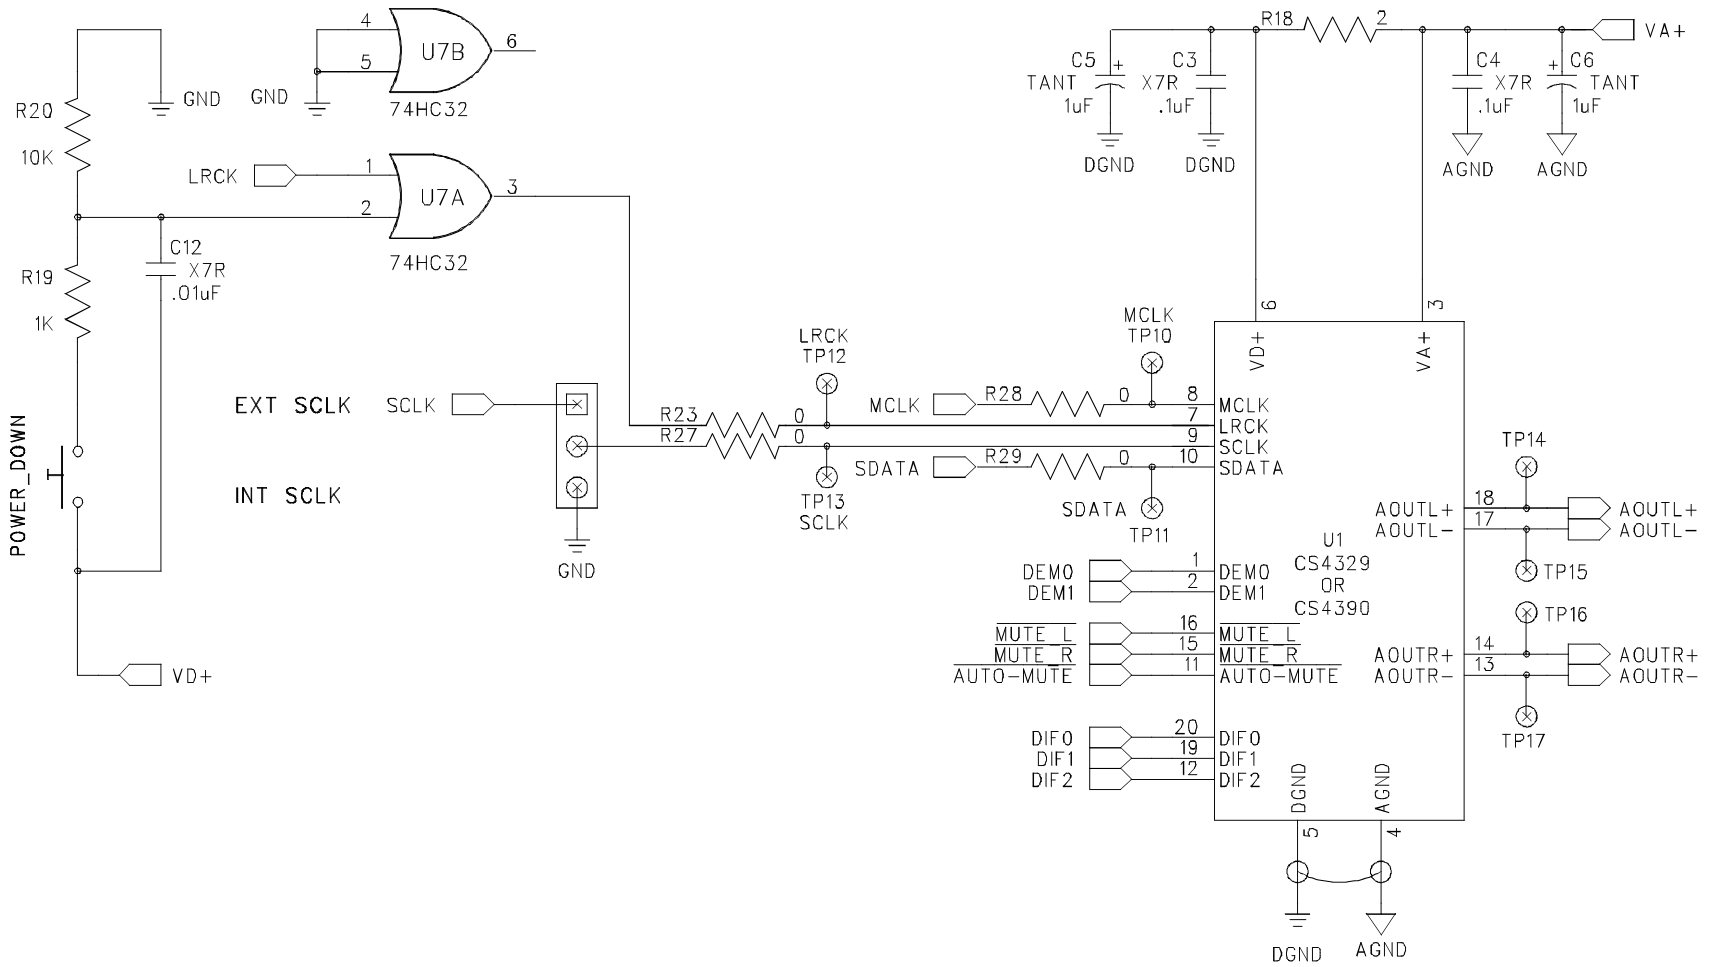 R18 2
VA+
4
U7B
6
5
74HC32
GND
GND
R20
10K
C5 +
TANT
1uF
DGND
C3
X7R
.1uF
DGND
C4
X7R
.1uF
AGND
+ C6
TANT
1uF
AGND
LRCK
1
U7A
3
2
74HC32
C12
X7R
.01uF
R19
1K
POWER_DOWN
VD+
EXT SCLK
SCLK
INT SCLK
GND
R23 0
R27 0
LRCK
TP12
TP13
SCLK
MCLK
TP10
MCLK R28 0
SDATA R29 0
SDATA
TP11
6
VD+
3
VA+
8 MCLK
7 LRCK
9 SCLK
10 SDATA
U1
CS4329
OR
CS4390
DEM0 1 DEM0
DEM1 2 DEM1
MUTE_L 16 MUTE_L
MUTE_R 15 MUTE_R
AUTO-MUTE 11 AUTO-MUTE
DIF0 20 DIF0
DIF1 19 DIF1
DIF2 12 DIF2
TP14
AOUTL+ 18 AOUTL+
AOUTL- 17 AOUTL-
TP15
TP16
AOUTR+ 14 AOUTR+
AOUTR- 13 AOUTR-
TP17
DGND
5
AGND
4
DGND
AGND